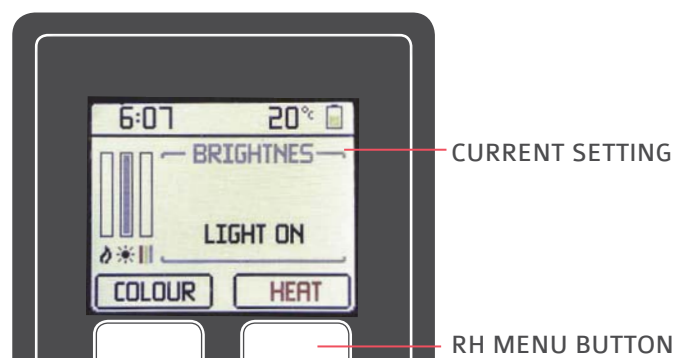 6:07 20°c
BRIGHTNES
CURRENT SETTING
LIGHT ON
COLOUR HEAT
RH MENU BUTTON